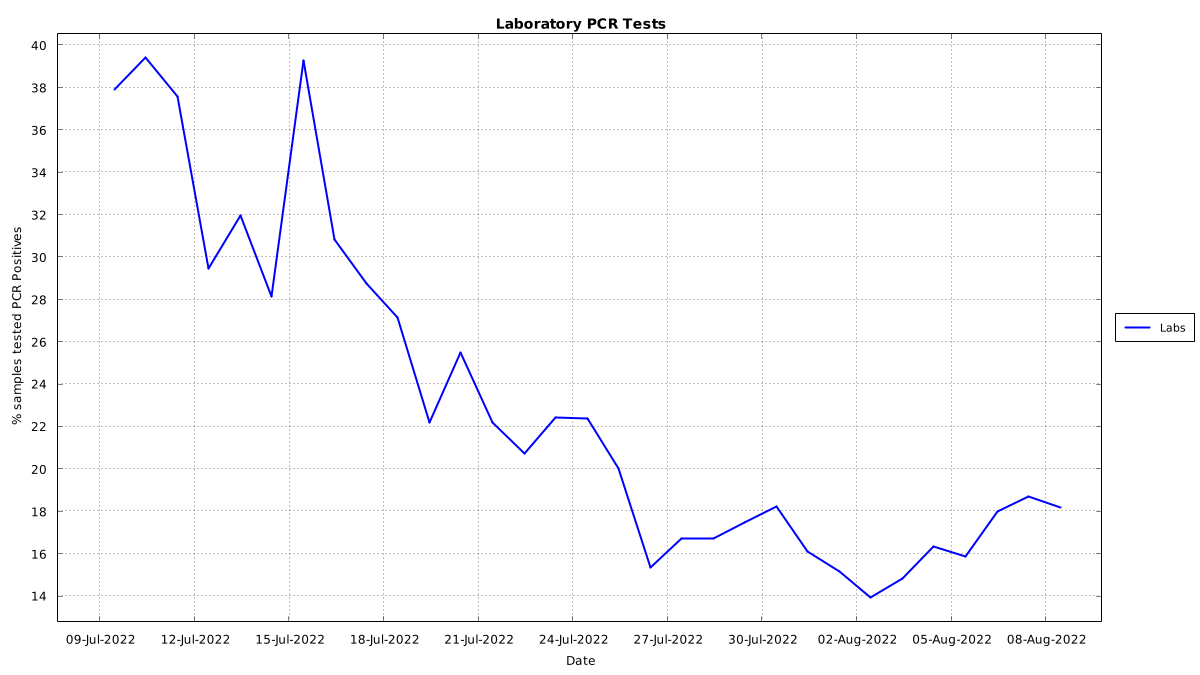 Laboratory PCR Tests
40
38
36
34
32
30
28
26
24
22
20
18
16
14
% samples tested PCR Positives
09-Jul-2022 12-Jul-2022 15-Jul-2022 18-Jul-2022 21-Jul-2022 24-Jul-2022 27-Jul-2022 30-Jul-2022 02-Aug-2022 05-Aug-2022 08-Aug-2022
Date
Labs